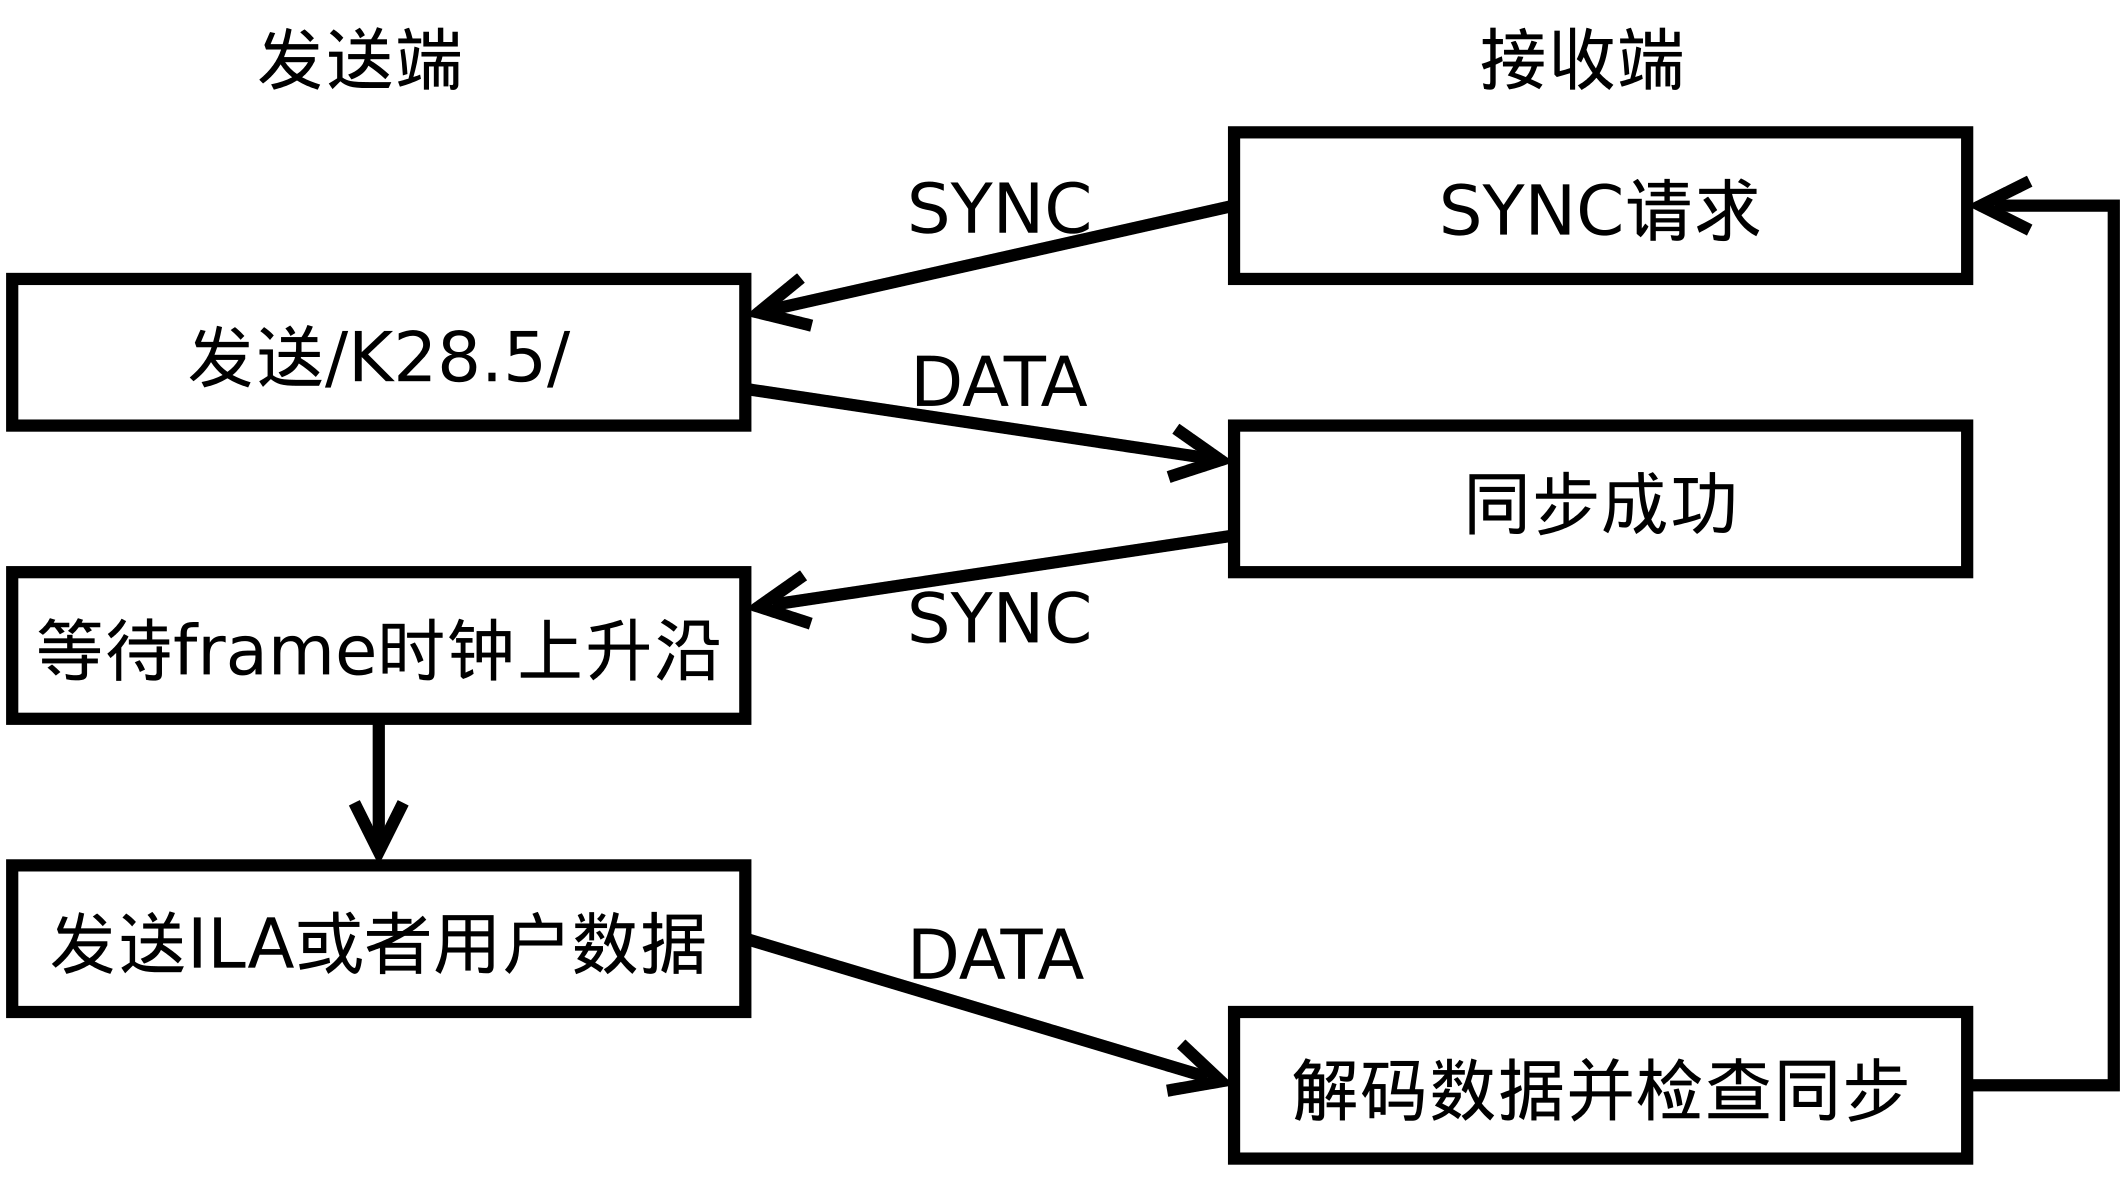 发送端
接收端
SYNC
SYNC请求
发送/K28.5/
DATA
同步成功
SYNC
等待frame时钟上升沿
发送ILA或者用户数据
DATA
解码数据并检查同步